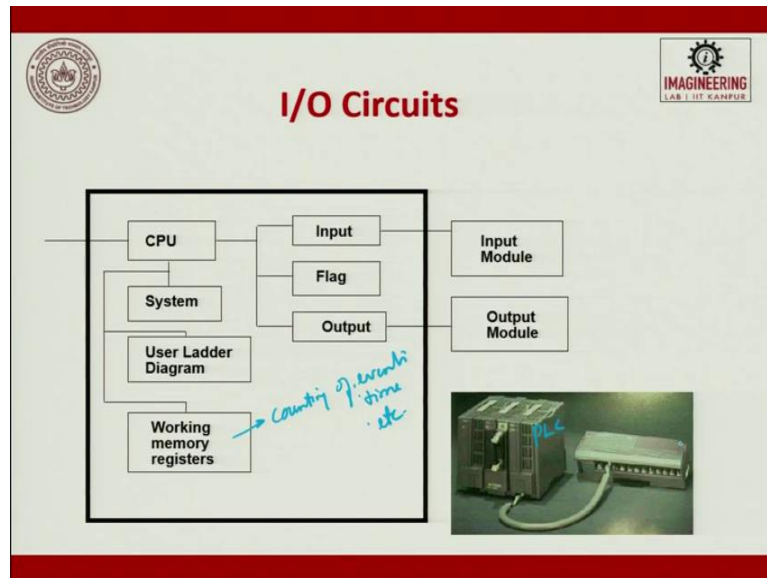 IMAGINEERING
LAB | IIT KANPUR
I/O Circuits
CPU
Input
Input
Module
Flag
System
Output
Output
Module
User Ladder
Diagram
Working
memory
registers
counting of events
time
etc.
PLC